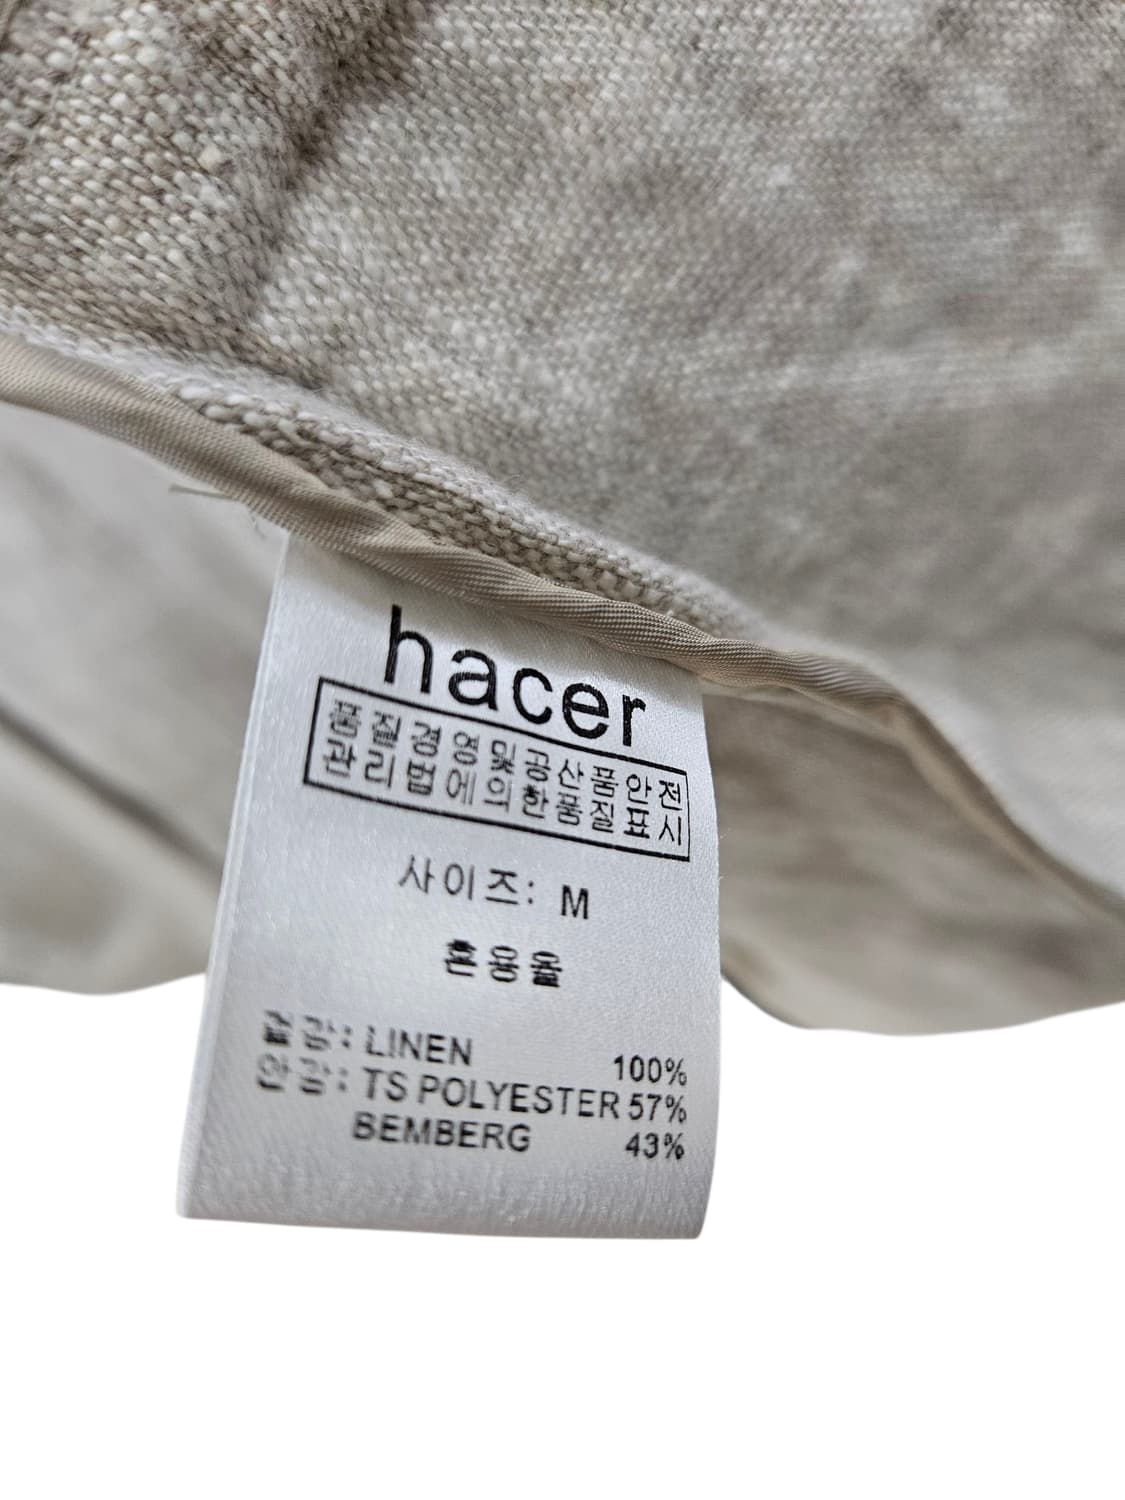 hacer
품질경영및공산품안전
관리법에의한품질표시
사이즈: M
혼용율
겉감: LINEN 100%
안감: TS POLYESTER 57%
BEMBERG 43%